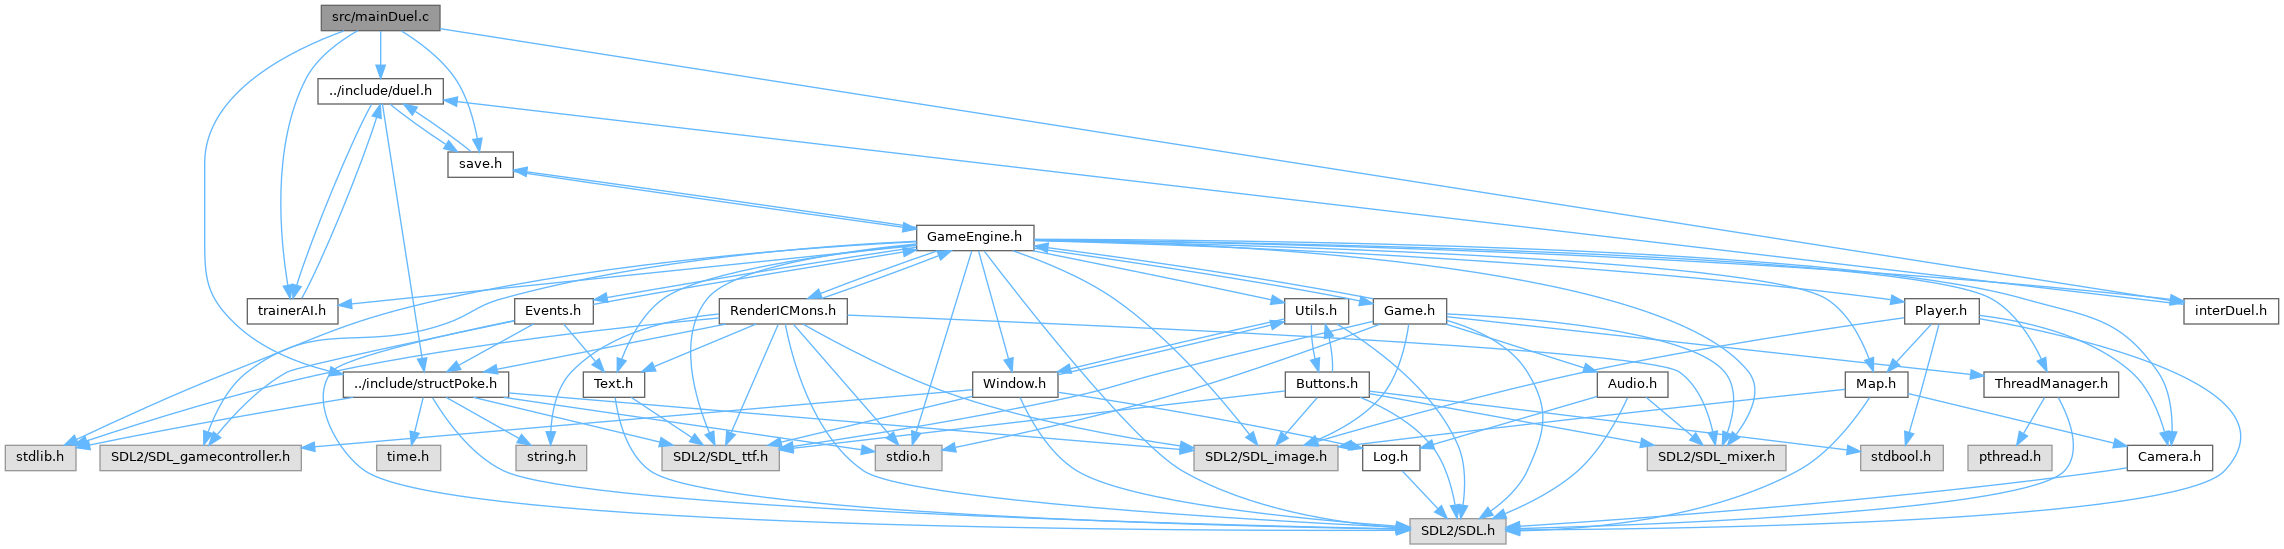 src/mainDuel.c
../include/duel.h
save.h
GameEngine.h
trainerAI.h
Events.h
RenderICMons.h
Utils.h
Game.h
Player.h
interDuel.h
../include/structPoke.h
Text.h
Window.h
Buttons.h
Audio.h
Map.h
ThreadManager.h
stdlib.h
SDL2/SDL_gamecontroller.h
time.h
string.h
SDL2/SDL_ttf.h
stdio.h
SDL2/SDL_image.h
Log.h
SDL2/SDL_mixer.h
stdbool.h
pthread.h
Camera.h
SDL2/SDL.h